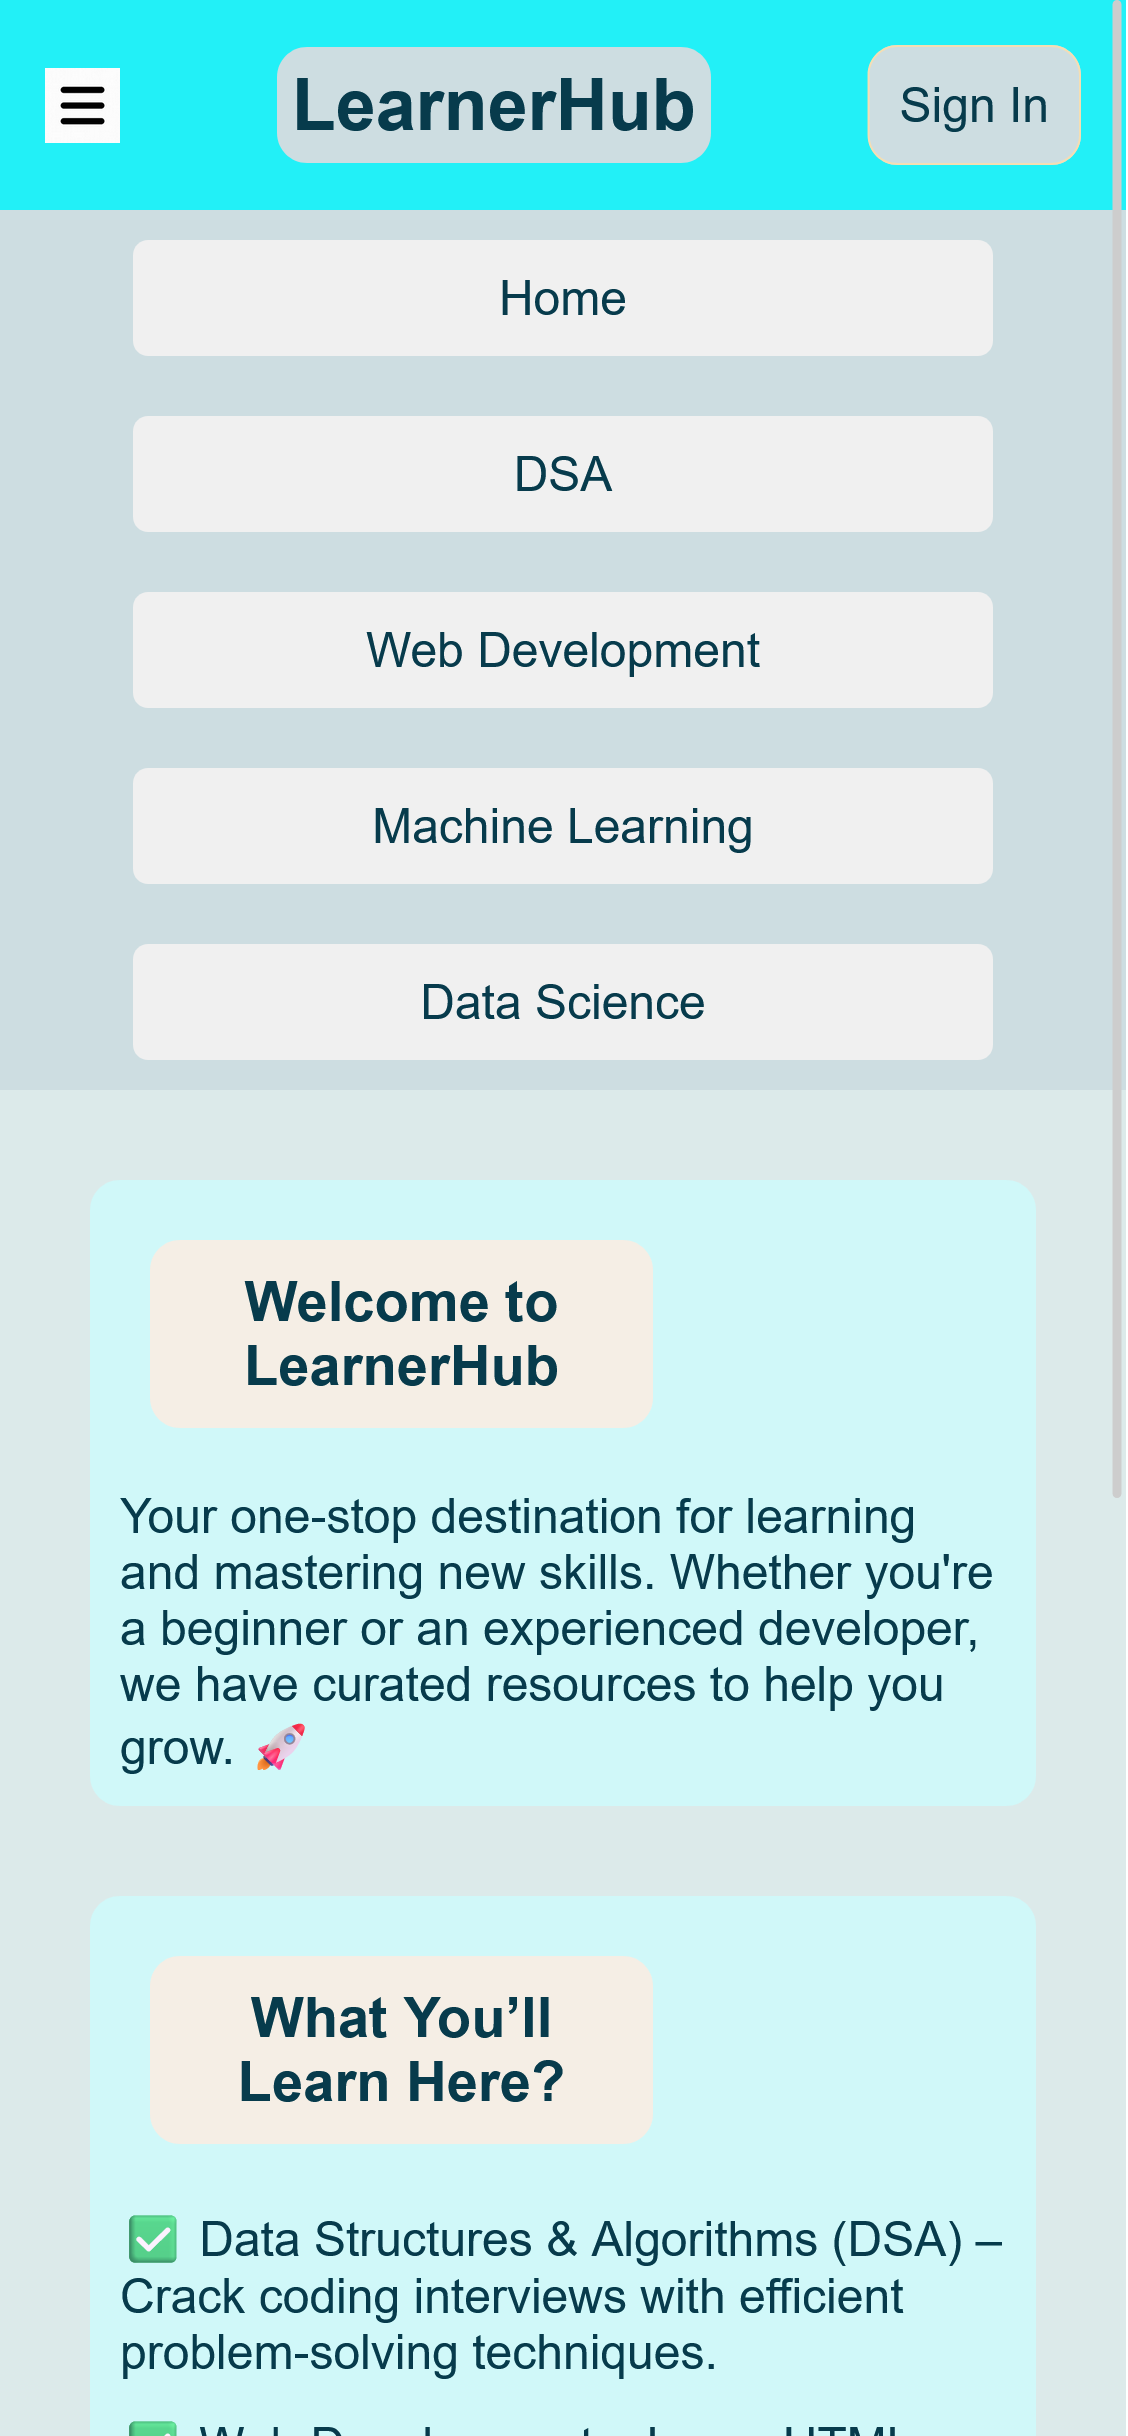 LearnerHub
Sign In
Home
DSA
Web Development
Machine Learning
Data Science
Welcome to
LearnerHub
Your one-stop destination for learning
and mastering new skills. Whether you're
a beginner or an experienced developer,
we have curated resources to help you
grow. 🚀
What You’ll
Learn Here?
✅ Data Structures & Algorithms (DSA) –
Crack coding interviews with efficient
problem-solving techniques.